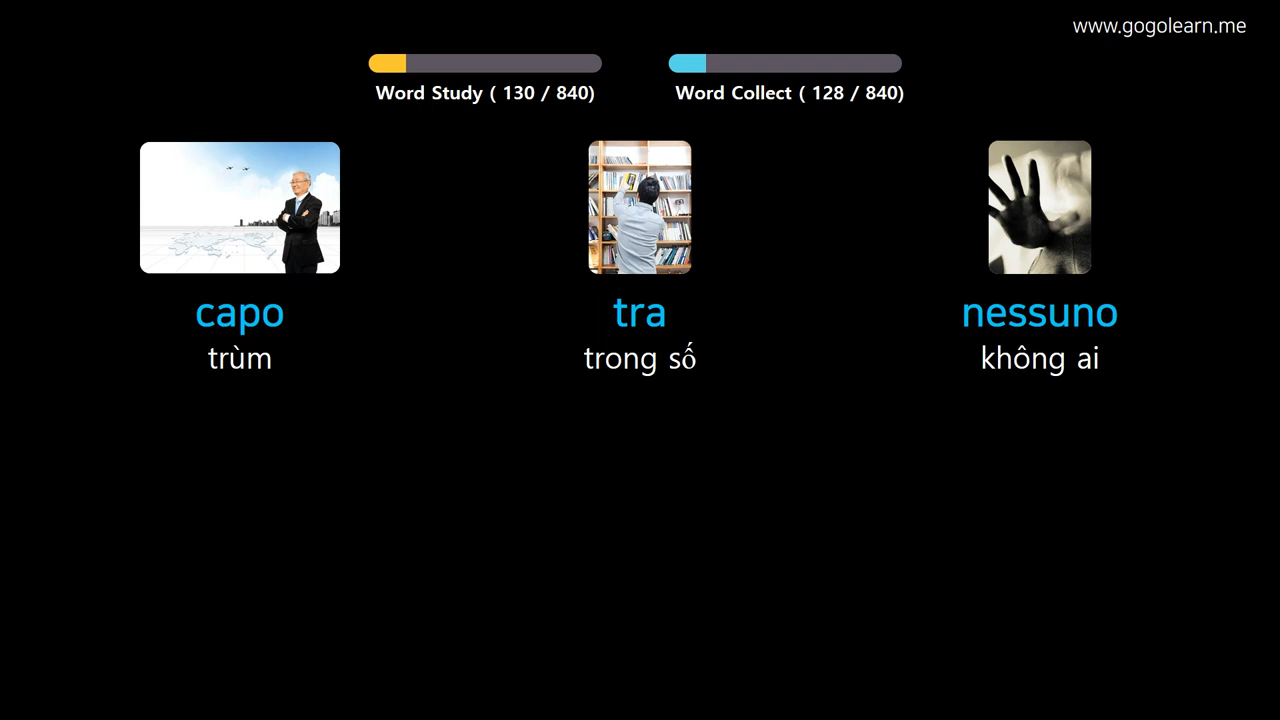 www.gogolearn.me
Word Study ( 130 / 840)
Word Collect ( 128 / 840)
capo
tra
nessuno
trùm
trong số
không ai